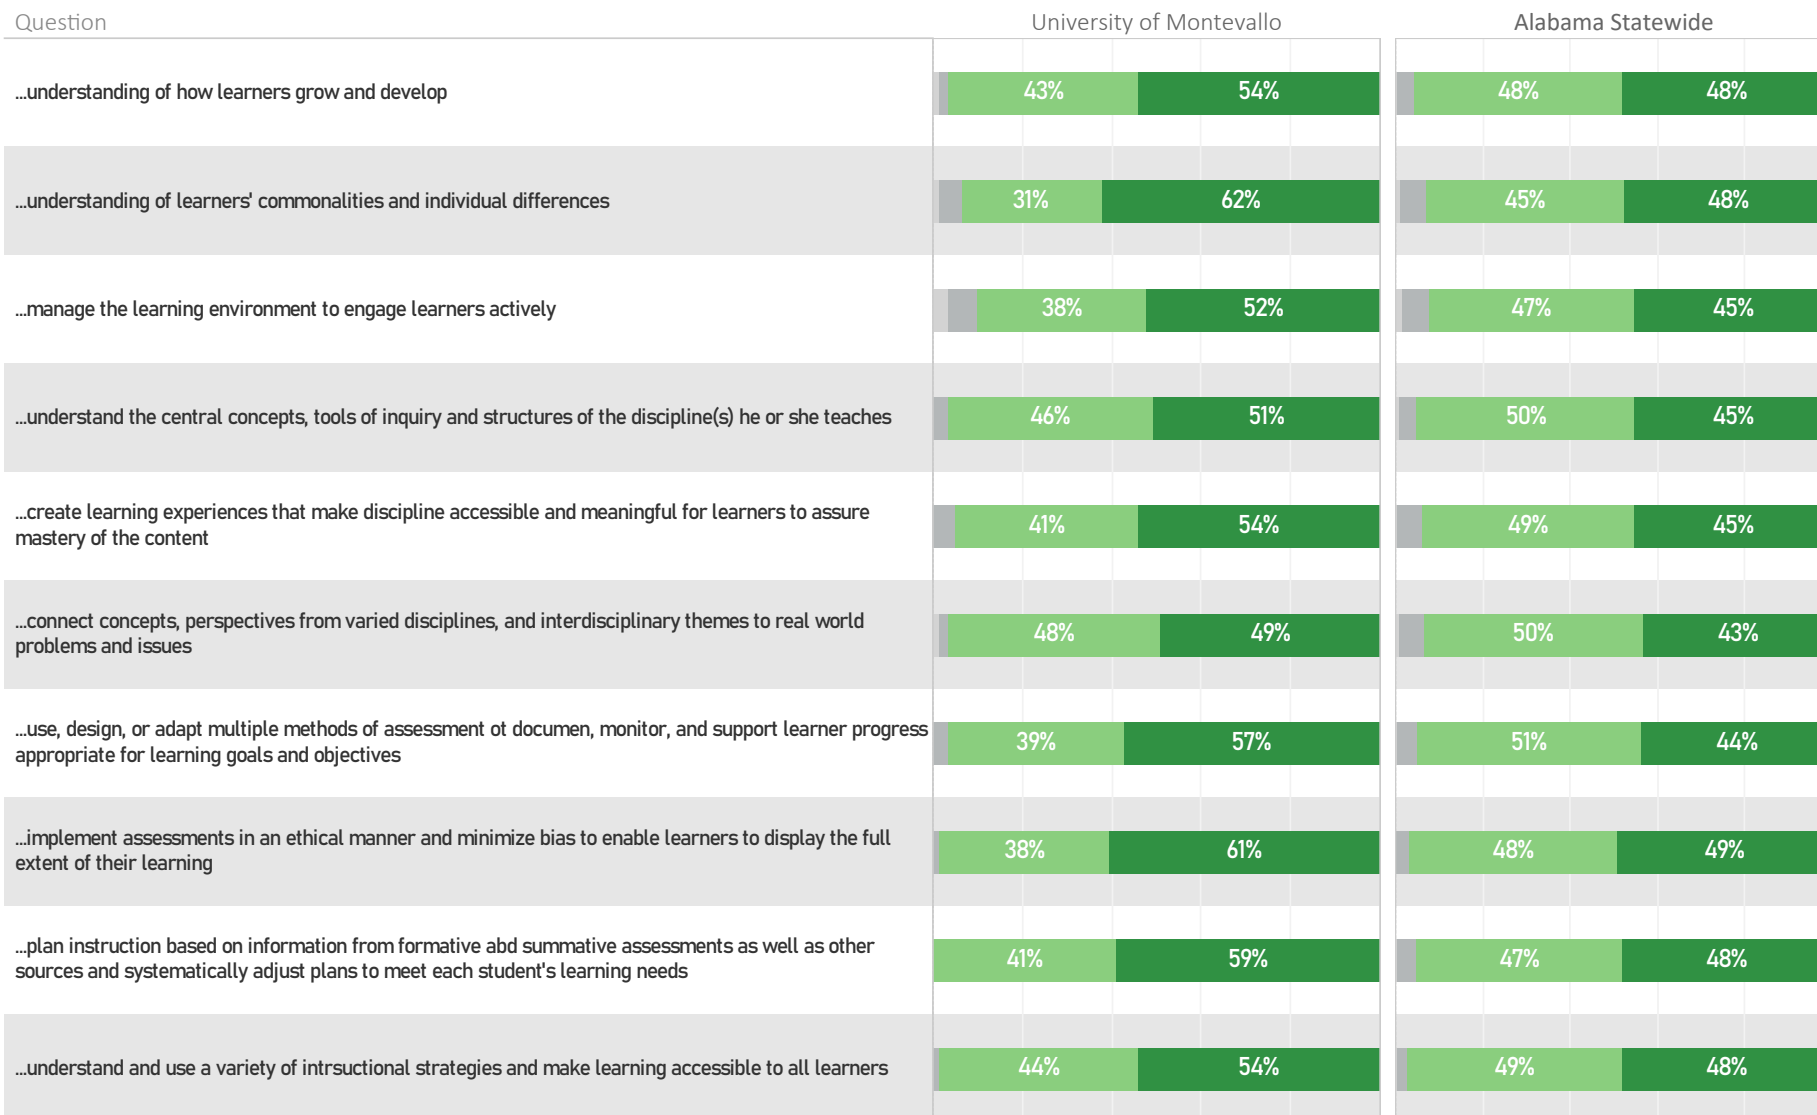 Question University of Montevallo Alabama Statewide
...understanding of how learners grow and develop 43% 54% 48% 48%
...understanding of learners' commonalities and individual differences 31% 62% 45% 48%
...manage the learning environment to engage learners actively 38% 52% 47% 45%
...understand the central concepts, tools of inquiry and structures of the discipline(s) he or she teaches 46% 51% 50% 45%
...create learning experiences that make discipline accessible and meaningful for learners to assure
mastery of the content
41% 54% 49% 45%
...connect concepts, perspectives from varied disciplines, and interdisciplinary themes to real world
problems and issues
48% 49% 50% 43%
...use, design, or adapt multiple methods of assessment ot documen, monitor, and support learner progress
appropriate for learning goals and objectives
39% 57% 51% 44%
...implement assessments in an ethical manner and minimize bias to enable learners to display the full
extent of their learning
38% 61% 48% 49%
...plan instruction based on information from formative abd summative assessments as well as other
sources and systematically adjust plans to meet each student's learning needs
41% 59% 47% 48%
...understand and use a variety of intrsuctional strategies and make learning accessible to all learners 44% 54% 49% 48%